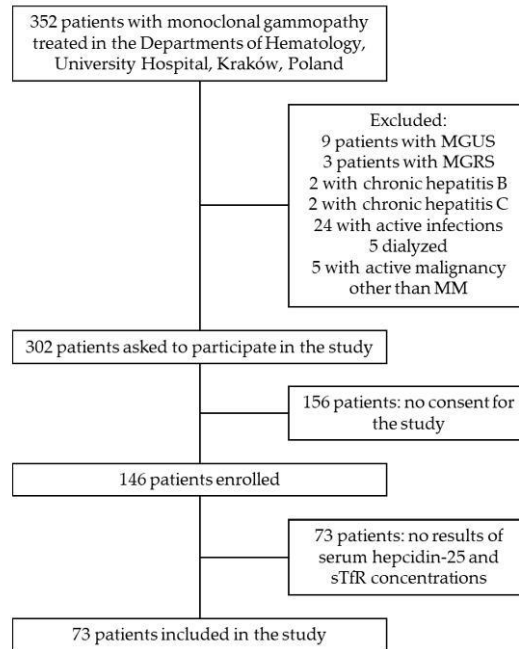 352 patients with monoclonal gammopathy
treated in the Departments of Hematology,
University Hospital, Kraków, Poland
Excluded:
9 patients with MGUS
3 patients with MGRS
2 with chronic hepatitis B
2 with chronic hepatitis C
24 with active infections
5 dialyzed
5 with active malignancy
other than MM
302 patients asked to participate in the study
156 patients: no consent for
the study
146 patients enrolled
73 patients: no results of
serum hepcidin-25 and
sTfR concentrations
73 patients included in the study